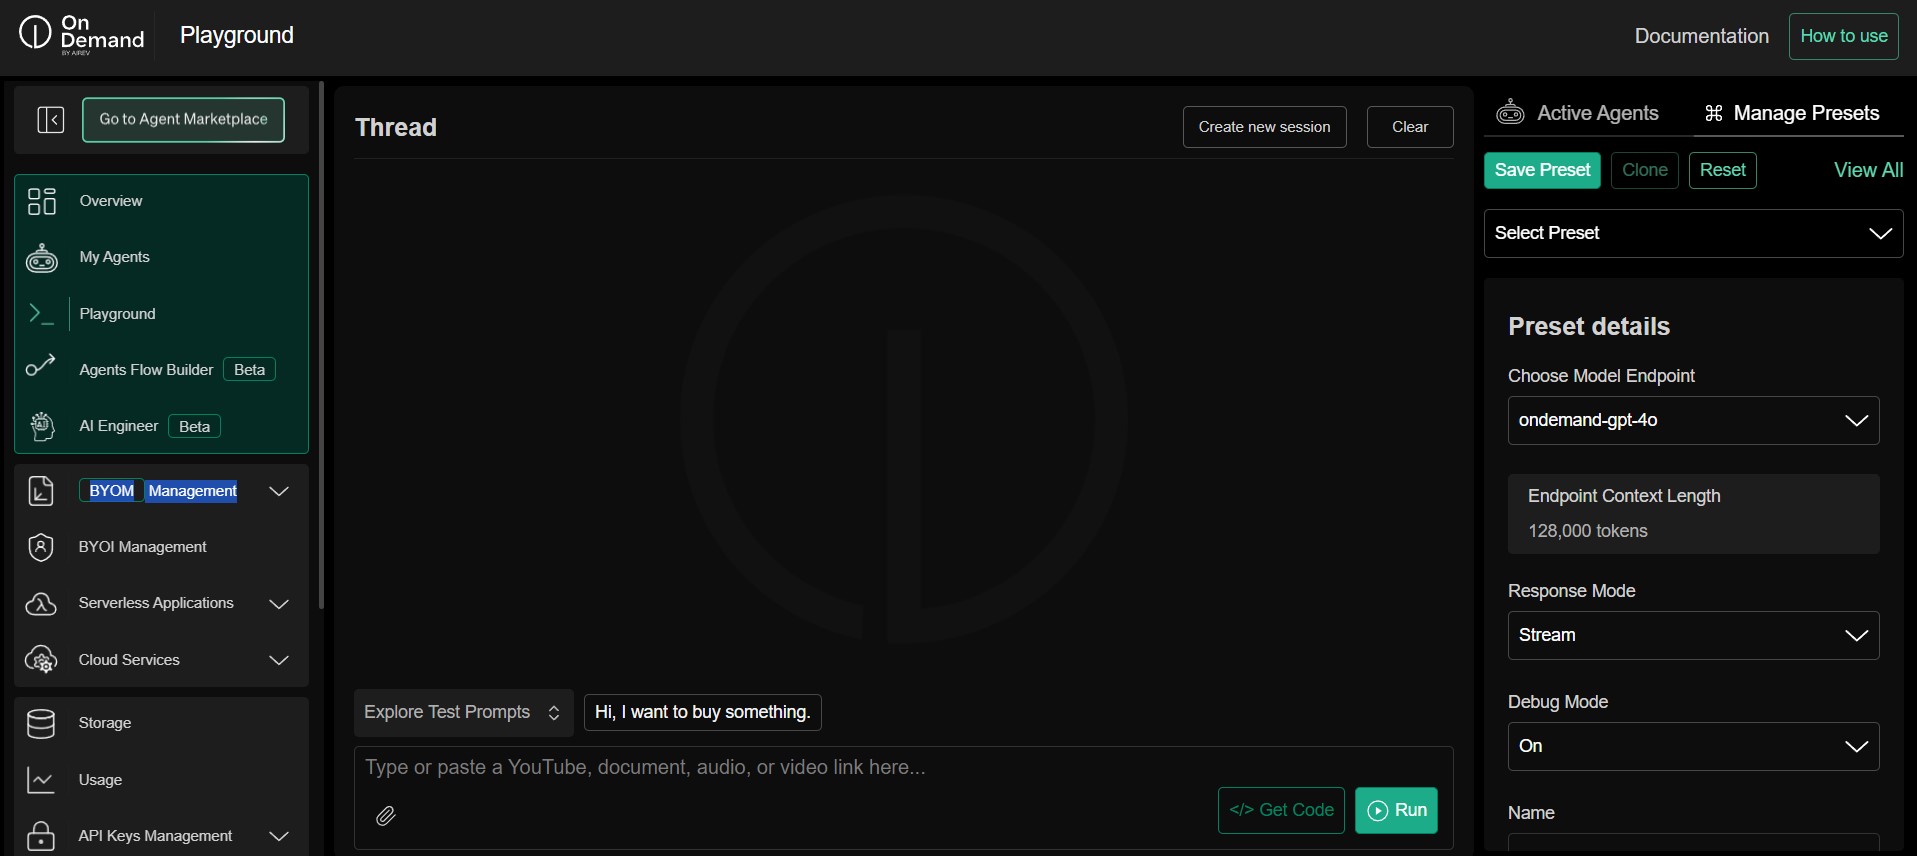 On
Demand
BY AIREV
Playground
Documentation
How to use
Go to Agent Marketplace
Overview
My Agents
Playground
Agents Flow Builder Beta
AI Engineer Beta
BYOM Management
BYOI Management
Serverless Applications
Cloud Services
Storage
Usage
API Keys Management
Thread
Create new session
Clear
Explore Test Prompts
Hi, I want to buy something.
Type or paste a YouTube, document, audio, or video link here...
</> Get Code
Run
Active Agents
Manage Presets
Save Preset
Clone
Reset
View All
Select Preset
Preset details
Choose Model Endpoint
ondemand-gpt-4o
Endpoint Context Length
128,000 tokens
Response Mode
Stream
Debug Mode
On
Name